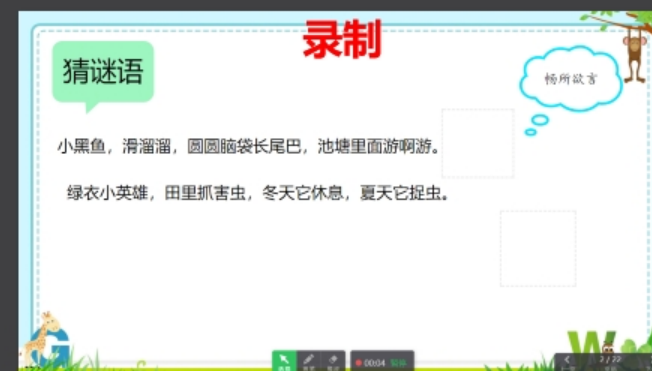 录制
猜谜语
畅所欲言
小黑鱼，滑溜溜，圆圆脑袋长尾巴，池塘里面游啊游。
绿衣小英雄，田里抓害虫，冬天它休息，夏天它捉虫。
G
W
00:04
2 / 22